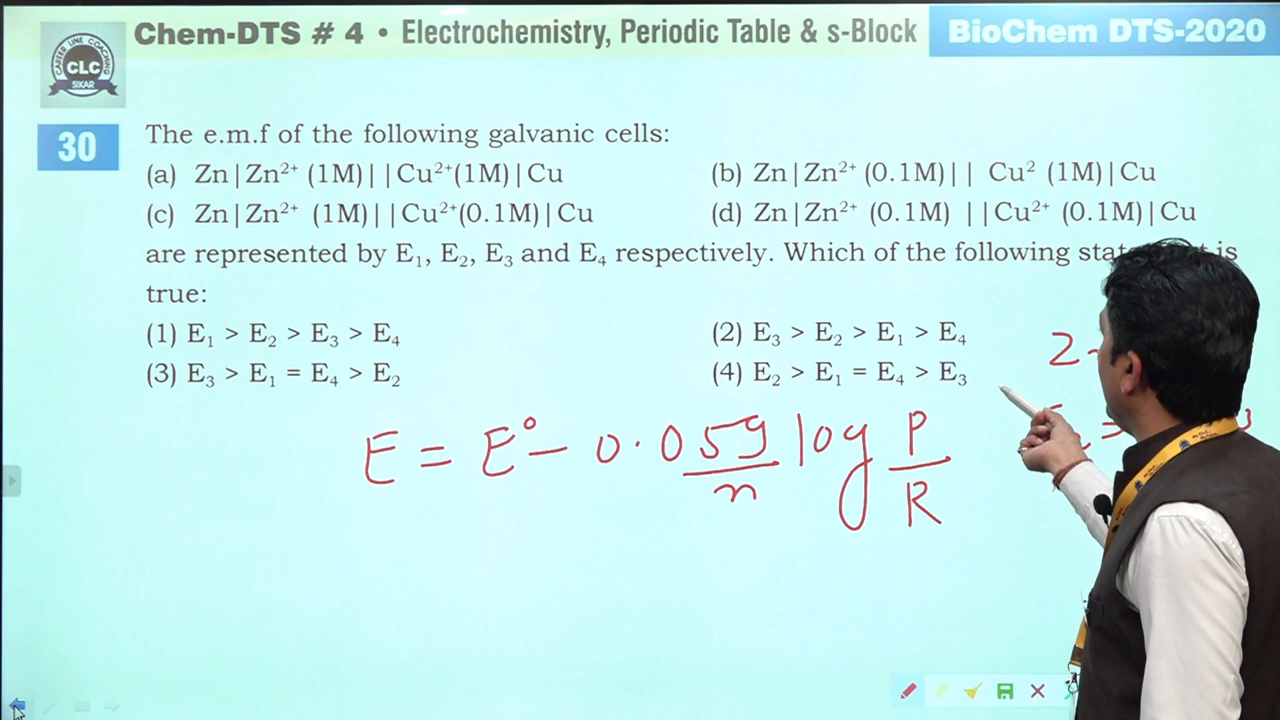 Chem-DTS # 4 • Electrochemistry, Periodic Table & s-Block
BioChem DTS-2020
CAREER LINE COACHING
CLC
SIKAR
30
The e.m.f of the following galvanic cells:
(a) Zn|Zn²⁺ (1M)||Cu²⁺(1M)|Cu
(b) Zn|Zn²⁺ (0.1M)|| Cu² (1M)|Cu
(c) Zn|Zn²⁺ (1M)||Cu²⁺(0.1M)|Cu
(d) Zn|Zn²⁺ (0.1M) ||Cu²⁺ (0.1M)|Cu
are represented by E₁, E₂, E₃ and E₄ respectively. Which of the following is
true:
(1) E₁ > E₂ > E₃ > E₄
(2) E₃ > E₂ > E₁ > E₄
(3) E₃ > E₁ = E₄ > E₂
(4) E₂ > E₁ = E₄ > E₃
E = E° – 0.059/n log P/R
2